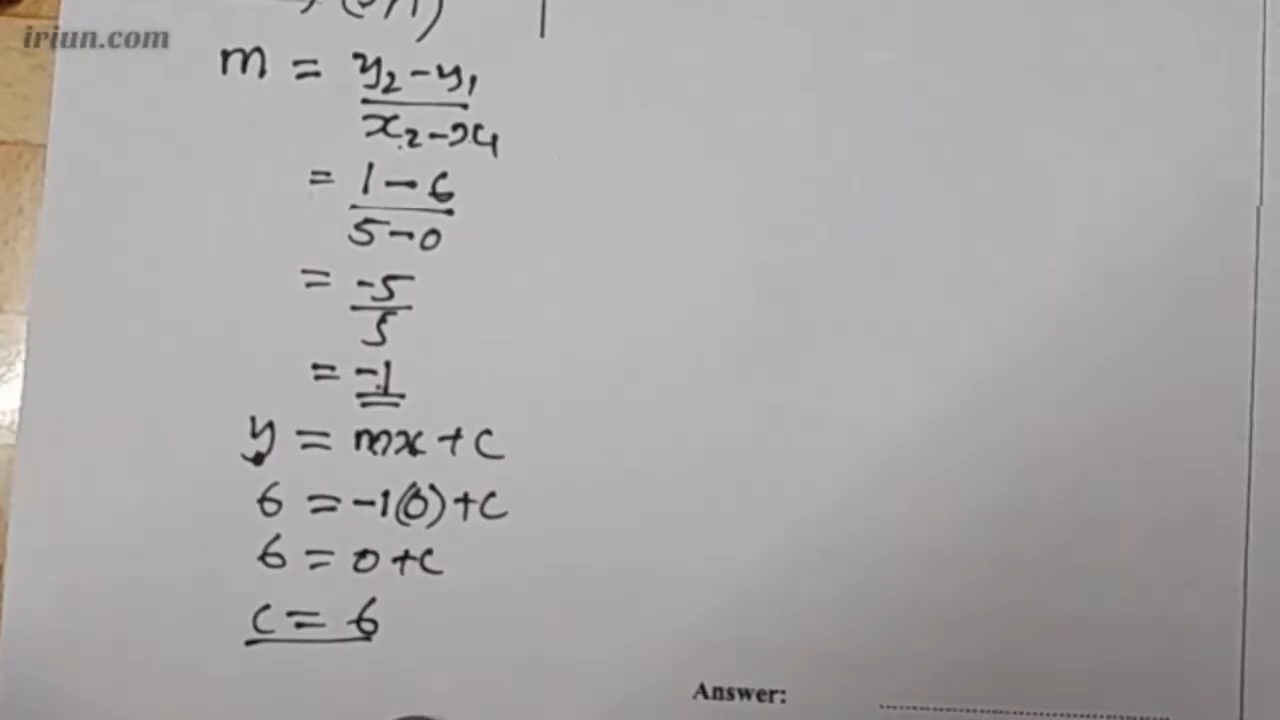 iriun.com
m = y₂-y₁/x₂-x₁
= 1-6/5-0
= -5/5
= -1
y = mx+c
6 = -1(0)+c
6 = 0+c
c = 6
Answer: